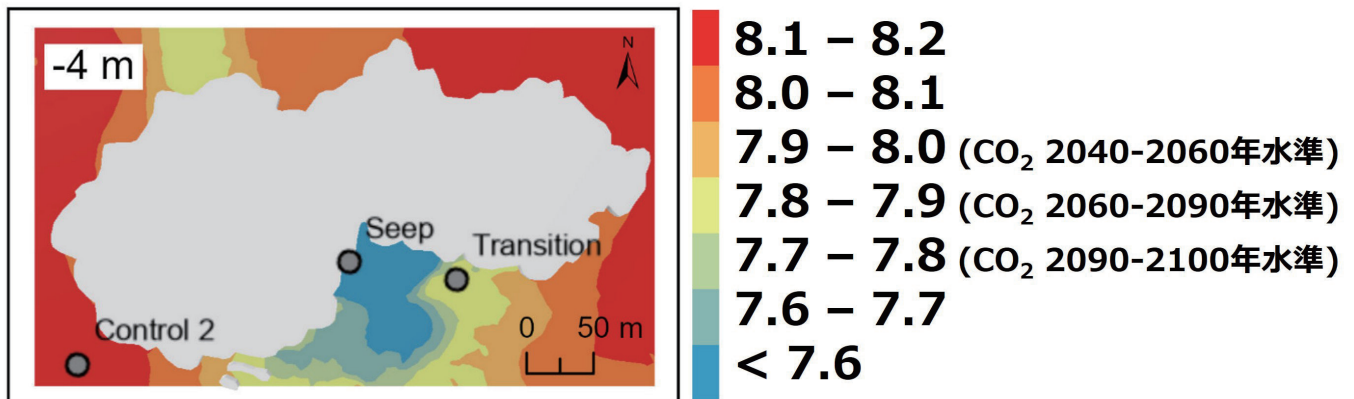 -4 m
N
Seep
Transition
Control 2
0 50 m
8.1 – 8.2
8.0 – 8.1
7.9 – 8.0 (CO₂ 2040-2060年水準)
7.8 – 7.9 (CO₂ 2060-2090年水準)
7.7 – 7.8 (CO₂ 2090-2100年水準)
7.6 – 7.7
< 7.6